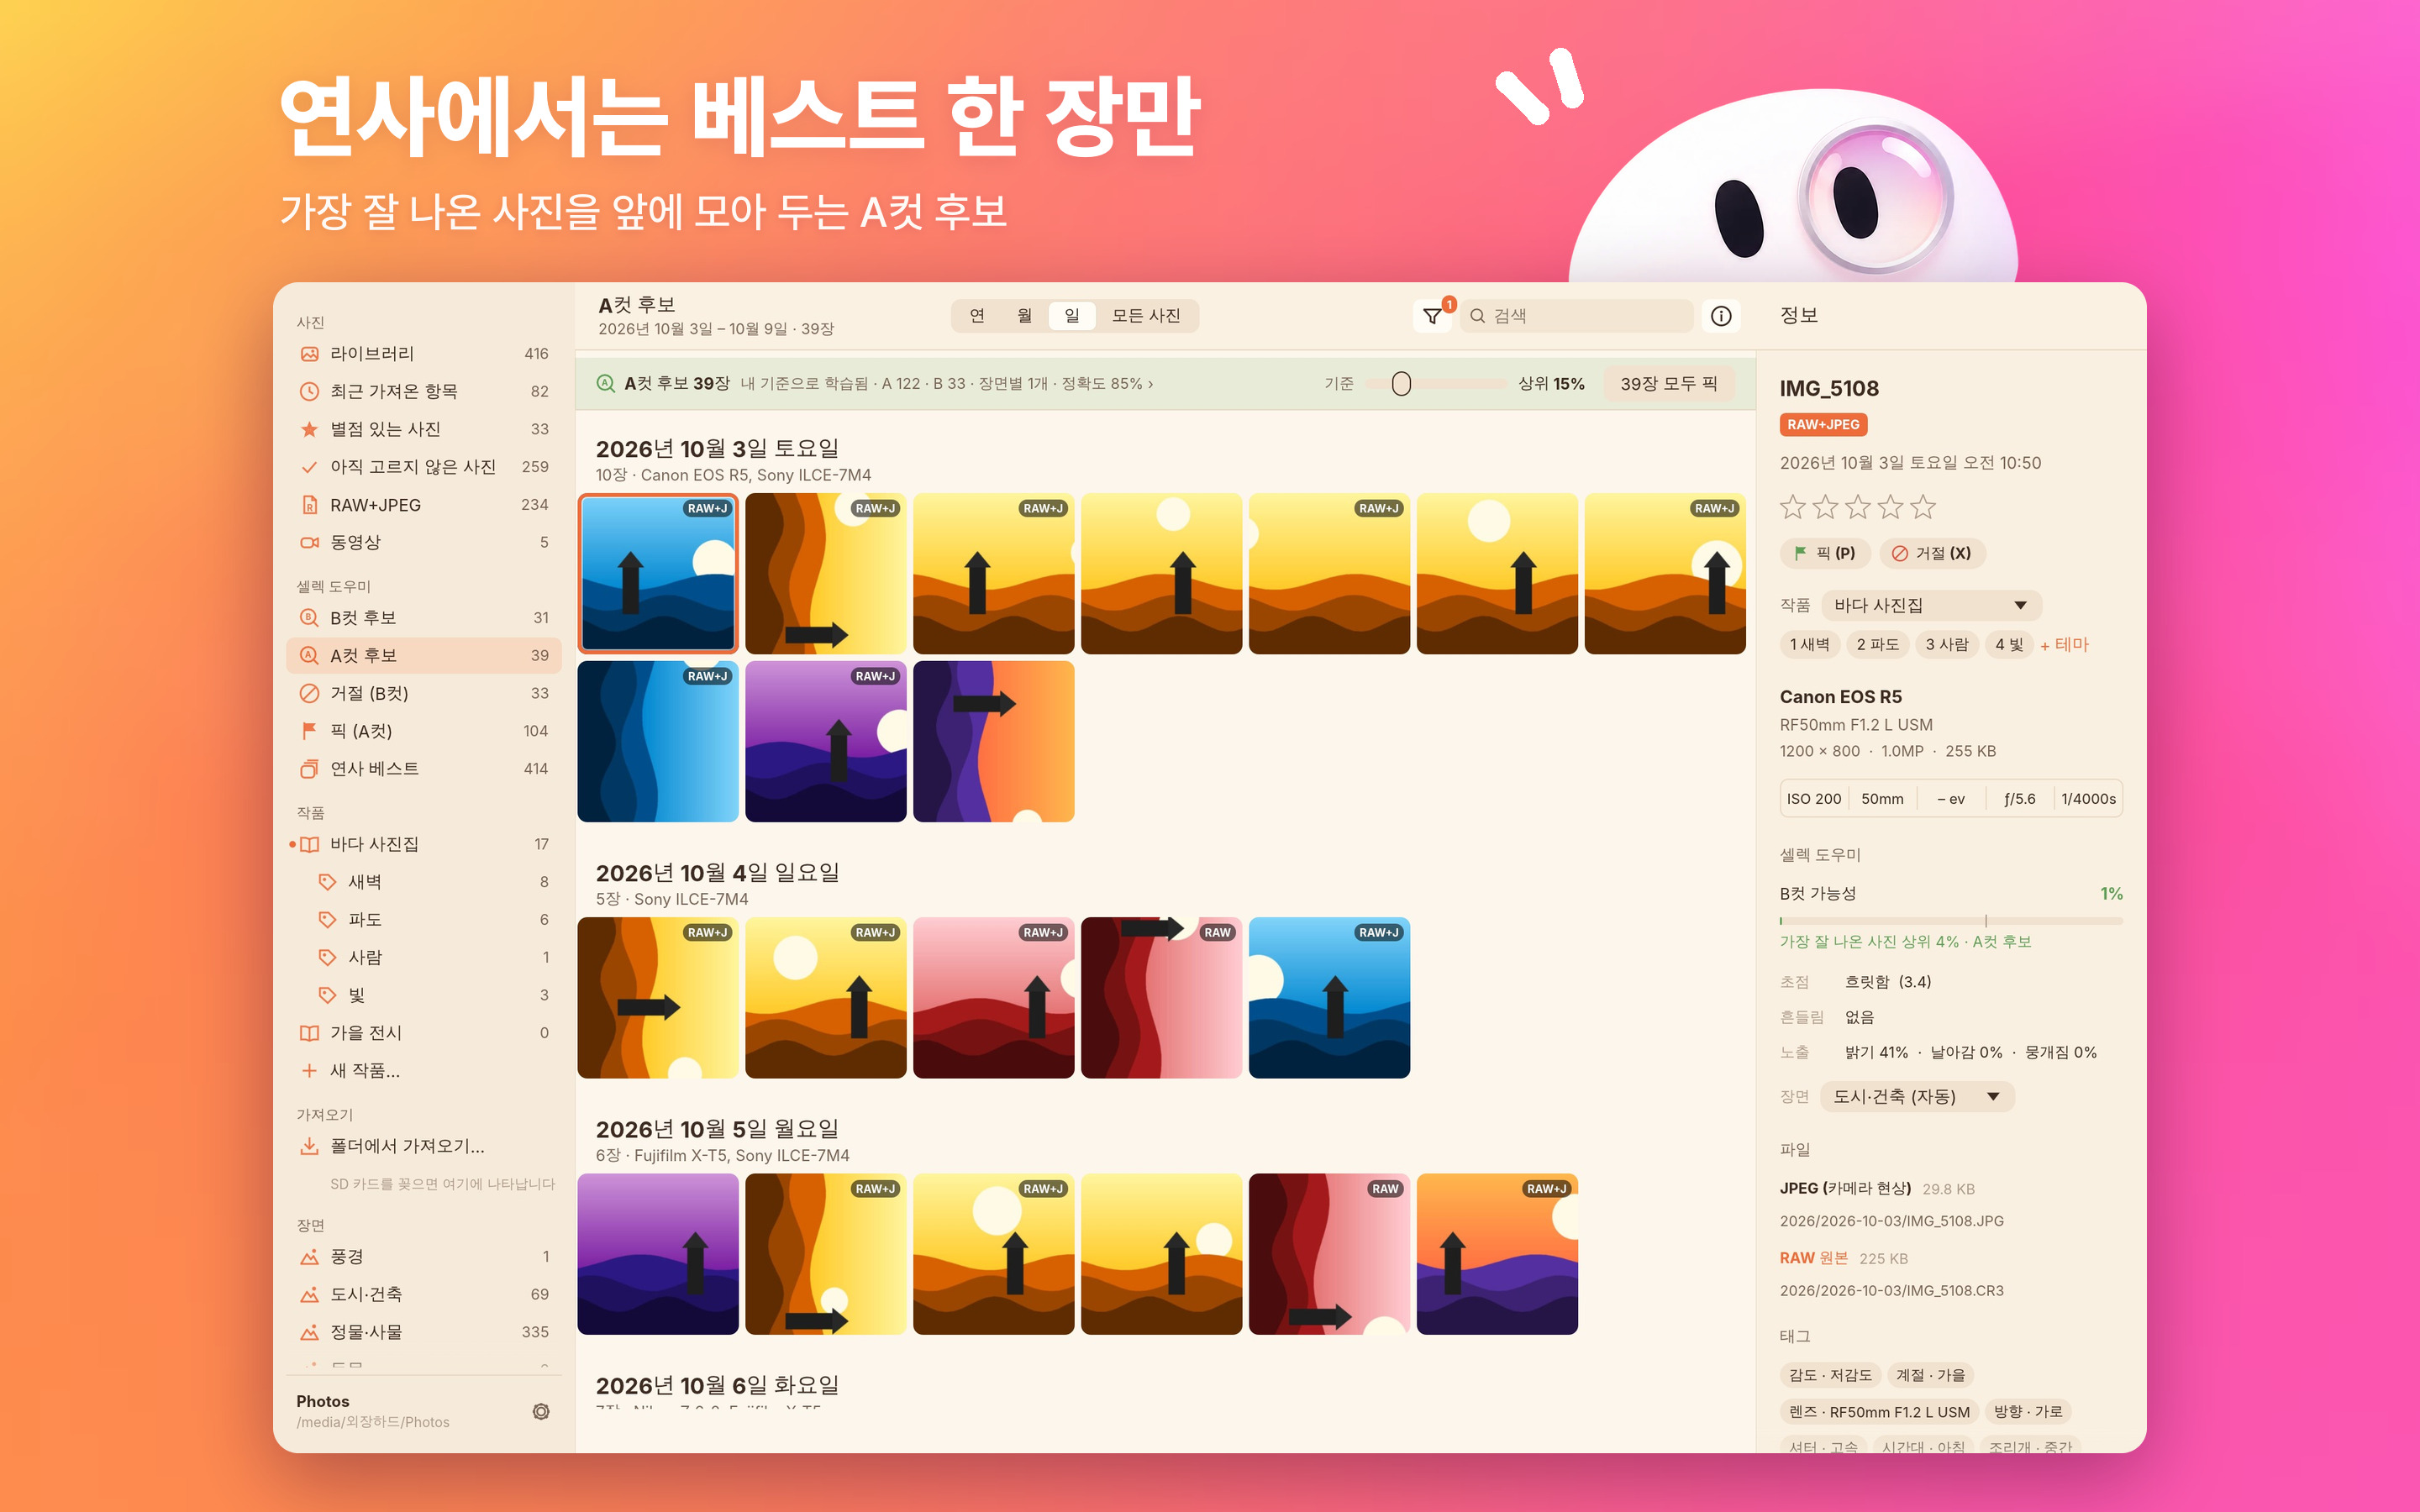 연사에서는 베스트 한 장만
가장 잘 나온 사진을 앞에 모아 두는 A컷 후보
사진
라이브러리 416
최근 가져온 항목 82
별점 있는 사진 33
아직 고르지 않은 사진 259
RAW+JPEG 234
동영상 5
셀렉 도우미
B컷 후보 31
A컷 후보 39
거절 (B컷) 33
픽 (A컷) 104
연사 베스트 414
작품
바다 사진집 17
새벽 8
파도 6
사람 1
빛 3
가을 전시 0
새 작품...
가져오기
폴더에서 가져오기...
SD 카드를 꽂으면 여기에 나타납니다
장면
풍경 1
도시·건축 69
정물·사물 335
Photos
/media/외장하드/Photos
A컷 후보
2026년 10월 3일 – 10월 9일 · 39장
연 월 일 모든 사진
1
검색
A컷 후보 39장 내 기준으로 학습됨 · A 122 · B 33 · 장면별 1개 · 정확도 85% ›
기준 상위 15% 39장 모두 픽
2026년 10월 3일 토요일
10장 · Canon EOS R5, Sony ILCE-7M4
RAW+J RAW+J RAW+J RAW+J RAW+J RAW+J RAW+J
RAW+J RAW+J RAW+J
2026년 10월 4일 일요일
5장 · Sony ILCE-7M4
RAW+J RAW+J RAW+J RAW RAW+J
2026년 10월 5일 월요일
6장 · Fujifilm X-T5, Sony ILCE-7M4
RAW+J RAW+J RAW+J RAW RAW+J
2026년 10월 6일 화요일
정보
IMG_5108
RAW+JPEG
2026년 10월 3일 토요일 오전 10:50
픽 (P) 거절 (X)
작품 바다 사진집
1 새벽 2 파도 3 사람 4 빛 + 테마
Canon EOS R5
RF50mm F1.2 L USM
1200 × 800 · 1.0MP · 255 KB
ISO 200 50mm – ev ƒ/5.6 1/4000s
셀렉 도우미
B컷 가능성 1%
가장 잘 나온 사진 상위 4% · A컷 후보
초점 흐릿함 (3.4)
흔들림 없음
노출 밝기 41% · 날아감 0% · 뭉개짐 0%
장면 도시·건축 (자동)
파일
JPEG (카메라 현상) 29.8 KB
2026/2026-10-03/IMG_5108.JPG
RAW 원본 225 KB
2026/2026-10-03/IMG_5108.CR3
태그
감도 · 저감도 계절 · 가을
렌즈 · RF50mm F1.2 L USM 방향 · 가로
셔터 · 고속 시간대 · 아침 조리개 · 중간